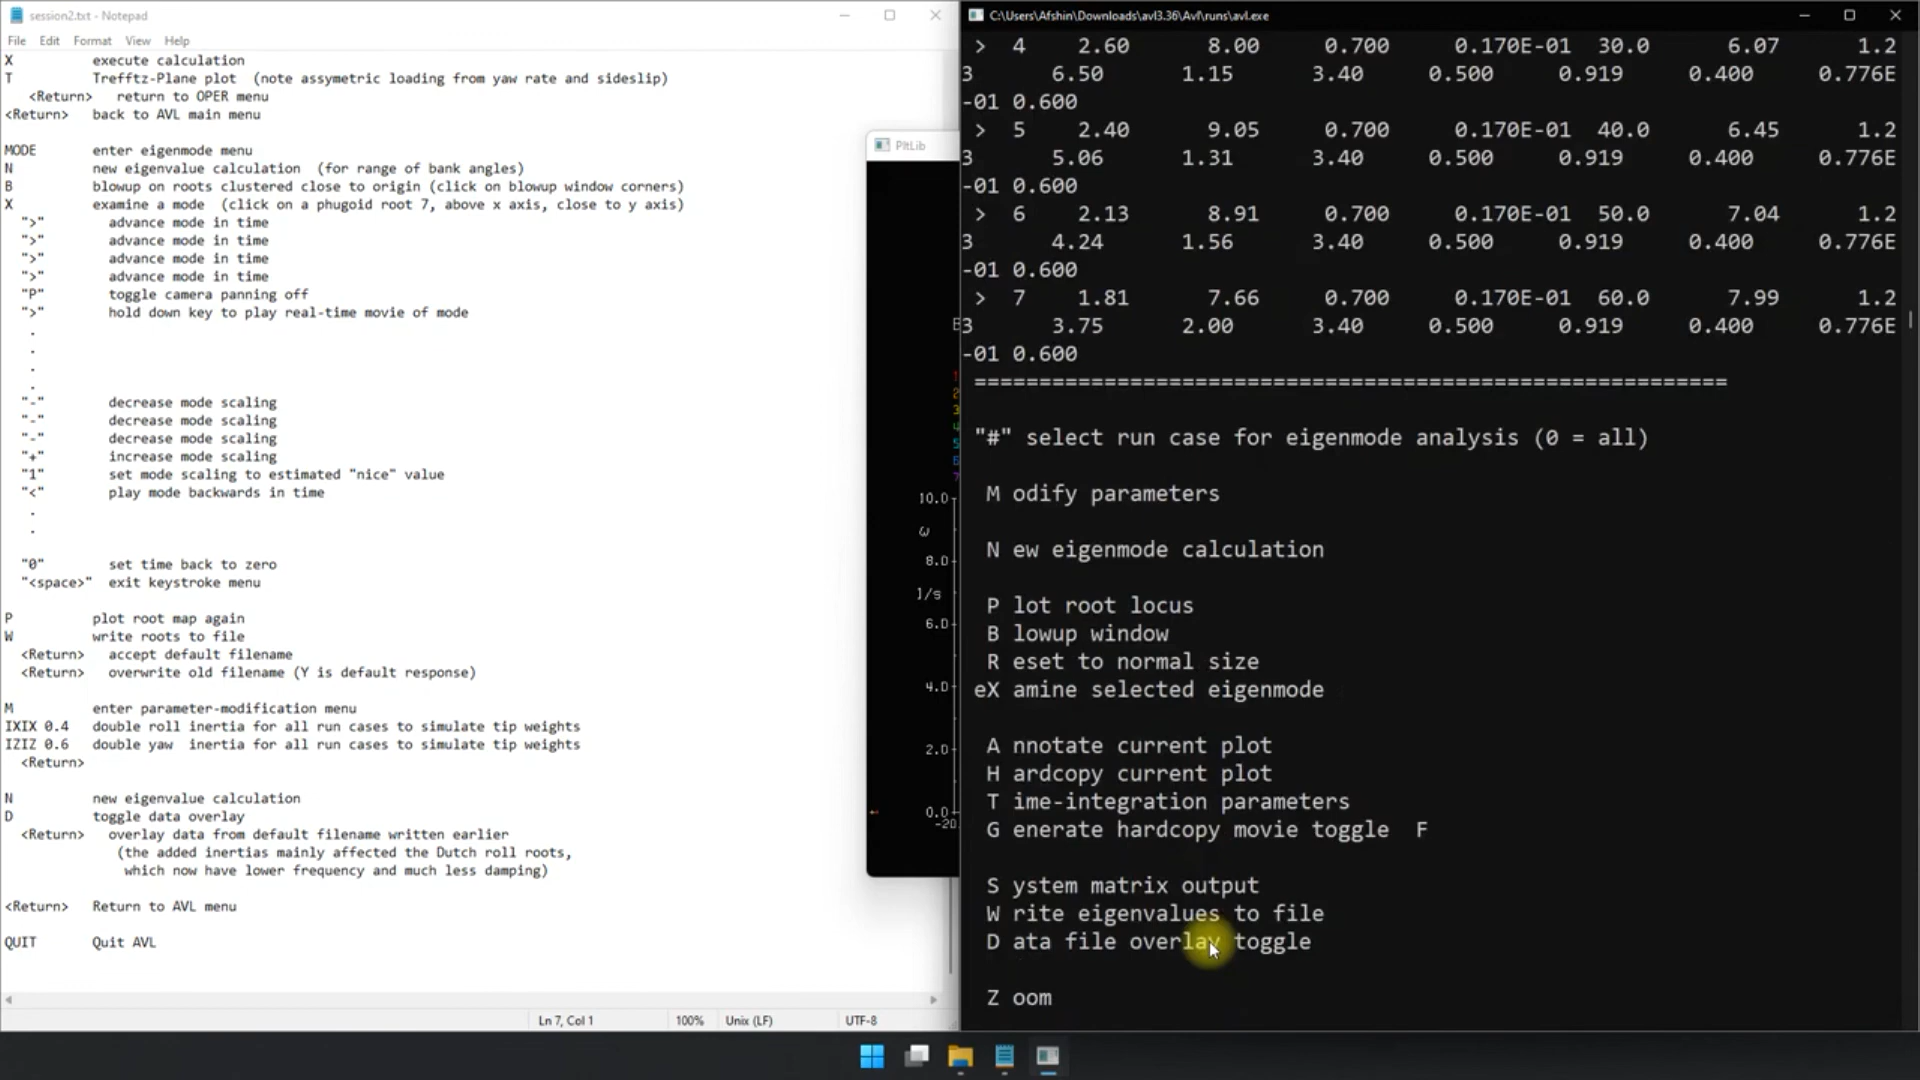 session2.txt - Notepad
File Edit Format View Help
X execute calculation
T Trefftz-Plane plot (note assymetric loading from yaw rate and sideslip)
<Return> return to OPER menu
<Return> back to AVL main menu
MODE enter eigenvalue menu
N new eigenvalue calculation (for range of bank angles)
B blowup on roots clustered close to origin (click on blowup window corners)
X examine a mode (click on a phugoid root 7, above x axis, close to y axis)
">" advance mode in time
">" advance mode in time
">" advance mode in time
">" advance mode in time
"P" toggle camera panning off
">" hold down key to play real-time movie of mode
.
.
.
.
"-" decrease mode scaling
"-" decrease mode scaling
"-" decrease mode scaling
"+" increase mode scaling
"1" set mode scaling to estimated "nice" value
"<" play mode backwards in time
.
.
"0" set time back to zero
"<space>" exit keystroke menu
P plot root map again
W write roots to file
<Return> accept default filename
<Return> overwrite old filename (Y is default response)
M enter parameter-modification menu
IXIX 0.4 double roll inertia for all run cases to simulate tip weights
IZIZ 0.6 double yaw inertia for all run cases to simulate tip weights
<Return>
N new eigenvalue calculation
D toggle data overlay
<Return> overlay data from default filename written earlier
(the added inertias mainly affected the Dutch roll roots,
which now have lower frequency and much less damping)
<Return> Return to AVL menu
QUIT Quit AVL
Ln 7, Col 1 100% Unix (LF) UTF-8
PltLib
1
2
3
4
5
6
7
10.0
ω
8.0
1/s
6.0
4.0
2.0
0.0
-20
C:\Users\Afshin\Downloads\avl3.36\Avl\runs\avl.exe
> 4 2.60 8.00 0.700 0.170E-01 30.0 6.07 1.2
3 6.50 1.15 3.40 0.500 0.919 0.400 0.776E
-01 0.600
> 5 2.40 9.05 0.700 0.170E-01 40.0 6.45 1.2
3 5.06 1.31 3.40 0.500 0.919 0.400 0.776E
-01 0.600
> 6 2.13 8.91 0.700 0.170E-01 50.0 7.04 1.2
3 4.24 1.56 3.40 0.500 0.919 0.400 0.776E
-01 0.600
> 7 1.81 7.66 0.700 0.170E-01 60.0 7.99 1.2
3 3.75 2.00 3.40 0.500 0.919 0.400 0.776E
-01 0.600
==========================================================
"#" select run case for eigenmode analysis (0 = all)
M odify parameters
N ew eigenmode calculation
P lot root locus
B lowup window
R eset to normal size
eX amine selected eigenmode
A nnotate current plot
H ardcopy current plot
T ime-integration parameters
G enerate hardcopy movie toggle F
S ystem matrix output
W rite eigenvalues to file
D ata file overlay toggle
Z oom